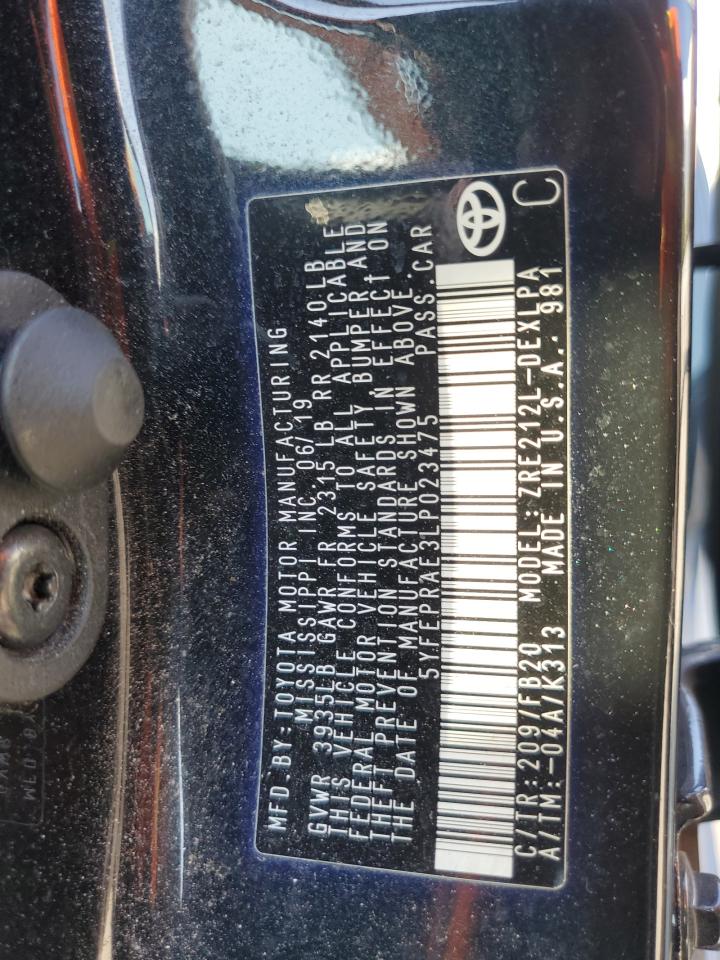 MFD.BY:TOYOTA MOTOR MANUFACTURING
MISSISSIPPI INC. 06/19
GVWR 3935LB GAWR FR 2315 LB RR 2140 LB
THIS VEHICLE CONFORMS TO ALL APPLICABLE
FEDERAL MOTOR VEHICLE SAFETY BUMPER AND
THEFT PREVENTION STANDARDS IN EFFECT ON
THE DATE OF MANUFACTURE SHOWN ABOVE
5YFEPRAE3LP023475 PASS.CAR
C/TR:209/FB20 MODEL:ZRE212L-DEXLPA
A/TM:-04A/K313 MADE IN U.S.A. 981
C